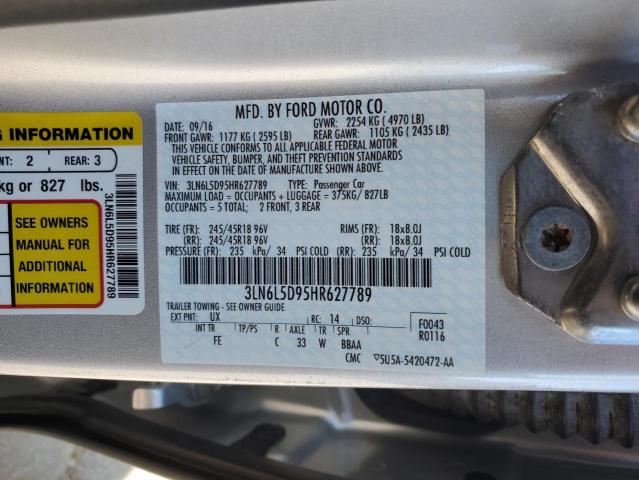 G INFORMATION
NT: 2 REAR: 3
kg or 827 lbs.
SEE OWNERS
MANUAL FOR
ADDITIONAL
INFORMATION
3LN6L5D95HR627789
MFD. BY FORD MOTOR CO.
DATE: 09/16 GVWR: 2254 KG ( 4970 LB)
FRONT GAWR: 1177 KG ( 2595 LB) REAR GAWR: 1105 KG ( 2435 LB)
THIS VEHICLE CONFORMS TO ALL APPLICABLE FEDERAL MOTOR
VEHICLE SAFETY, BUMPER, AND THEFT PREVENTION STANDARDS IN
EFFECT ON THE DATE OF MANUFACTURE SHOWN ABOVE.
VIN: 3LN6L5D95HR627789 TYPE: Passenger Car
MAXIMUM LOAD = OCCUPANTS + LUGGAGE = 375KG/ 827LB
OCCUPANTS = 5 TOTAL; 2 FRONT, 3 REAR
TIRE (FR): 245/45R18 96V RIMS (FR): 18x8.0J
(RR): 245/45R18 96V (RR): 18x8.0J
PRESSURE (FR): 235 kPa/ 34 PSI COLD (RR): 235 kPa/ 34 PSI COLD
3LN6L5D95HR627789
TRAILER TOWING - SEE OWNER GUIDE
EXT PNT: UX RC: 14 DSO: F0043
R0116
INT TR TP/PS R AXLE TR SPR
FE C 33 W BBAA
CMC ▽5U5A-5420472-AA